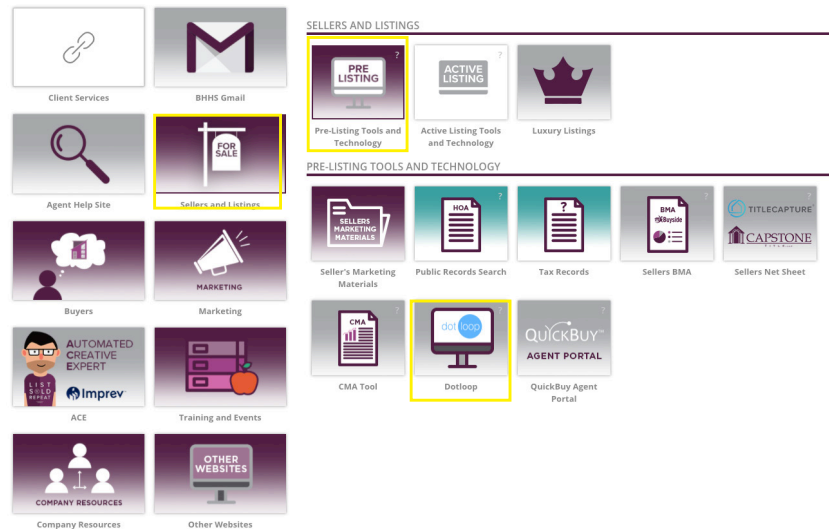 Client Services
BHHS Gmail
FOR
SALE
Agent Help Site
Sellers and Listings
MARKETING
Buyers
Marketing
AUTOMATED
CREATIVE
EXPERT
LIST
SOLD
REPEAT
Imprev
ACE
Training and Events
COMPANY RESOURCES
OTHER
WEBSITES
Company Resources
Other Websites
SELLERS AND LISTINGS
PRE
LISTING
?
ACTIVE
LISTING
?
Pre-Listing Tools and
Technology
Active Listing Tools
and Technology
Luxury Listings
PRE-LISTING TOOLS AND TECHNOLOGY
SELLERS
MARKETING
MATERIALS
HOA
?
?
BMA
Buyside
?
TITLECAPTURE
CAPSTONE
Seller's Marketing
Materials
Public Records Search
Tax Records
Sellers BMA
Sellers Net Sheet
CMA
?
dotloop
?
QUICKBUY
?
AGENT PORTAL
CMA Tool
Dotloop
QuickBuy Agent
Portal